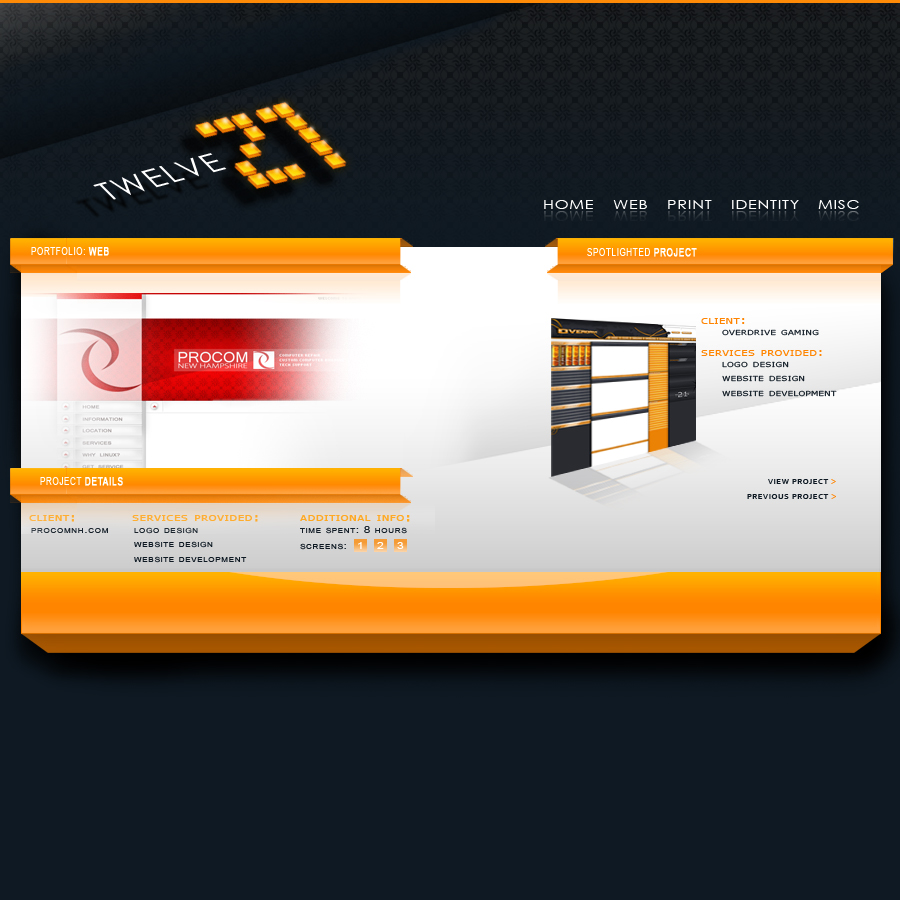 TWELVE 21
HOME WEB PRINT IDENTITY MISC
PORTFOLIO: WEB
SPOTLIGHTED PROJECT
PROCOM
NEW HAMPSHIRE
HOME
INFORMATION
LOCATION
SERVICES
WHY LINUX?
GET SERVICE
CLIENT:
OVERDRIVE GAMING
SERVICES PROVIDED:
LOGO DESIGN
WEBSITE DESIGN
WEBSITE DEVELOPMENT
-21-
VIEW PROJECT >
PREVIOUS PROJECT >
PROJECT DETAILS
CLIENT:
PROCOMNH.COM
SERVICES PROVIDED:
LOGO DESIGN
WEBSITE DESIGN
WEBSITE DEVELOPMENT
ADDITIONAL INFO:
TIME SPENT: 8 HOURS
SCREENS: 1 2 3